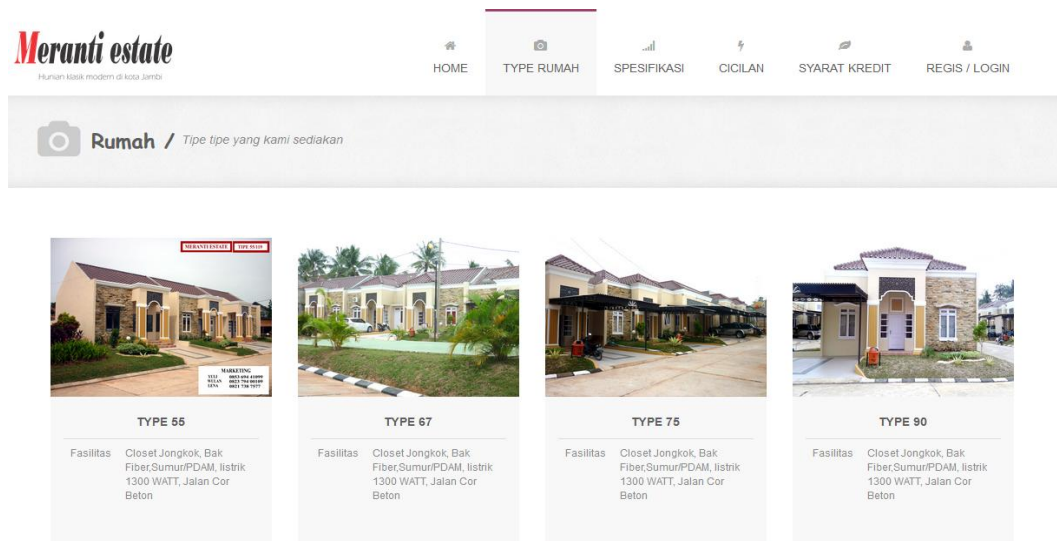 Meranti estate
Hunian klasik modern di kota Jambi
HOME
TYPE RUMAH
SPESIFIKASI
CICILAN
SYARAT KREDIT
REGIS / LOGIN
Rumah / Tipe tipe yang kami sediakan
MERANTI ESTATE
MARKETING
TYPE 55
Fasilitas
Closet Jongkok, Bak
Fiber,Sumur/PDAM, listrik
1300 WATT, Jalan Cor
Beton
TYPE 67
Fasilitas
Closet Jongkok, Bak
Fiber,Sumur/PDAM, listrik
1300 WATT, Jalan Cor
Beton
TYPE 75
Fasilitas
Closet Jongkok, Bak
Fiber,Sumur/PDAM, listrik
1300 WATT, Jalan Cor
Beton
TYPE 90
Fasilitas
Closet Jongkok, Bak
Fiber,Sumur/PDAM, listrik
1300 WATT, Jalan Cor
Beton